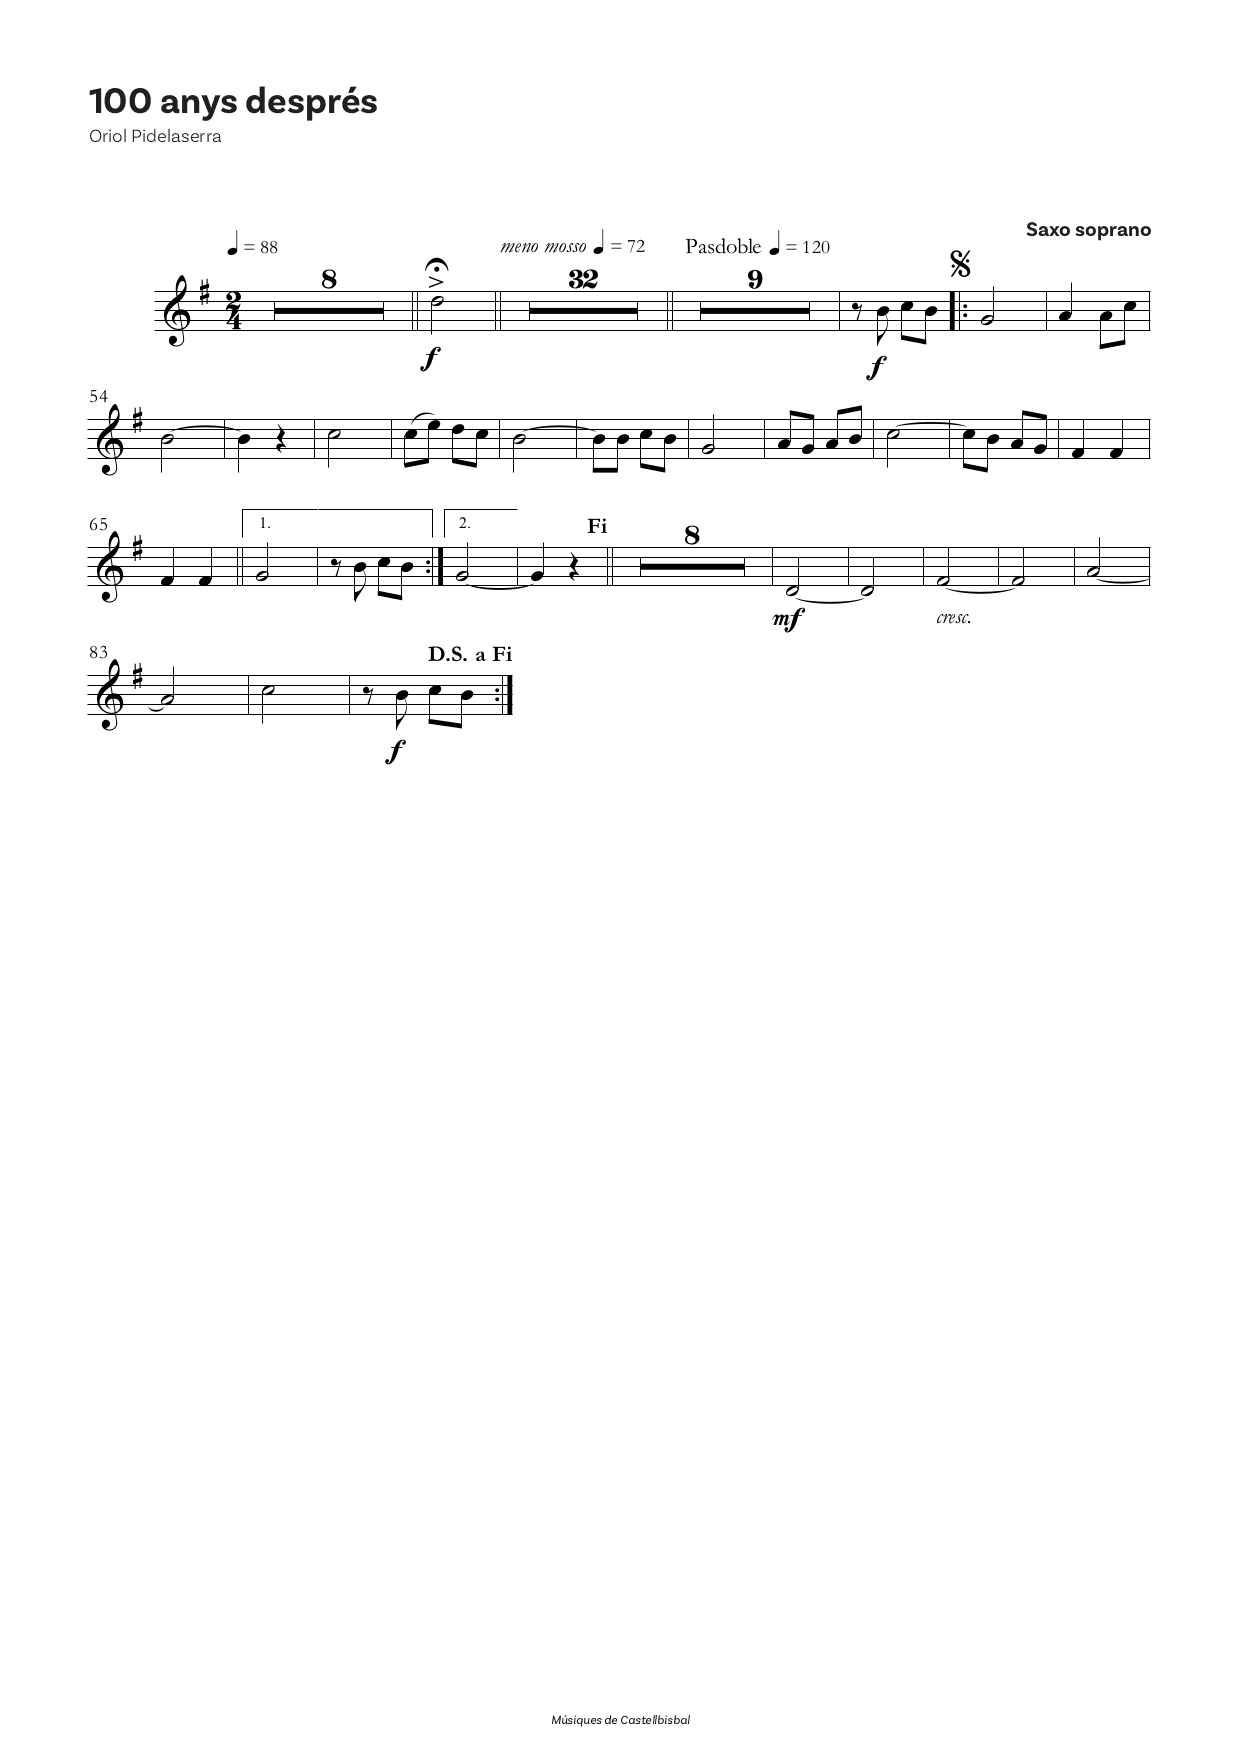 100 anys després
Oriol Pidelaserra
Saxo soprano
= 88
meno mosso = 72
Pasdoble = 120
8
32
9
2
4
f
f
54
65
1.
2.
Fi
8
mf
cresc.
83
D.S. a Fi
f
Músiques de Castellbisbal